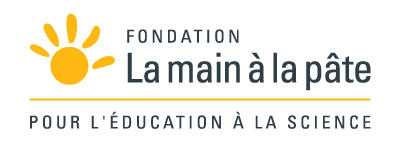 FONDATION
La main à la pâte
POUR L'ÉDUCATION À LA SCIENCE